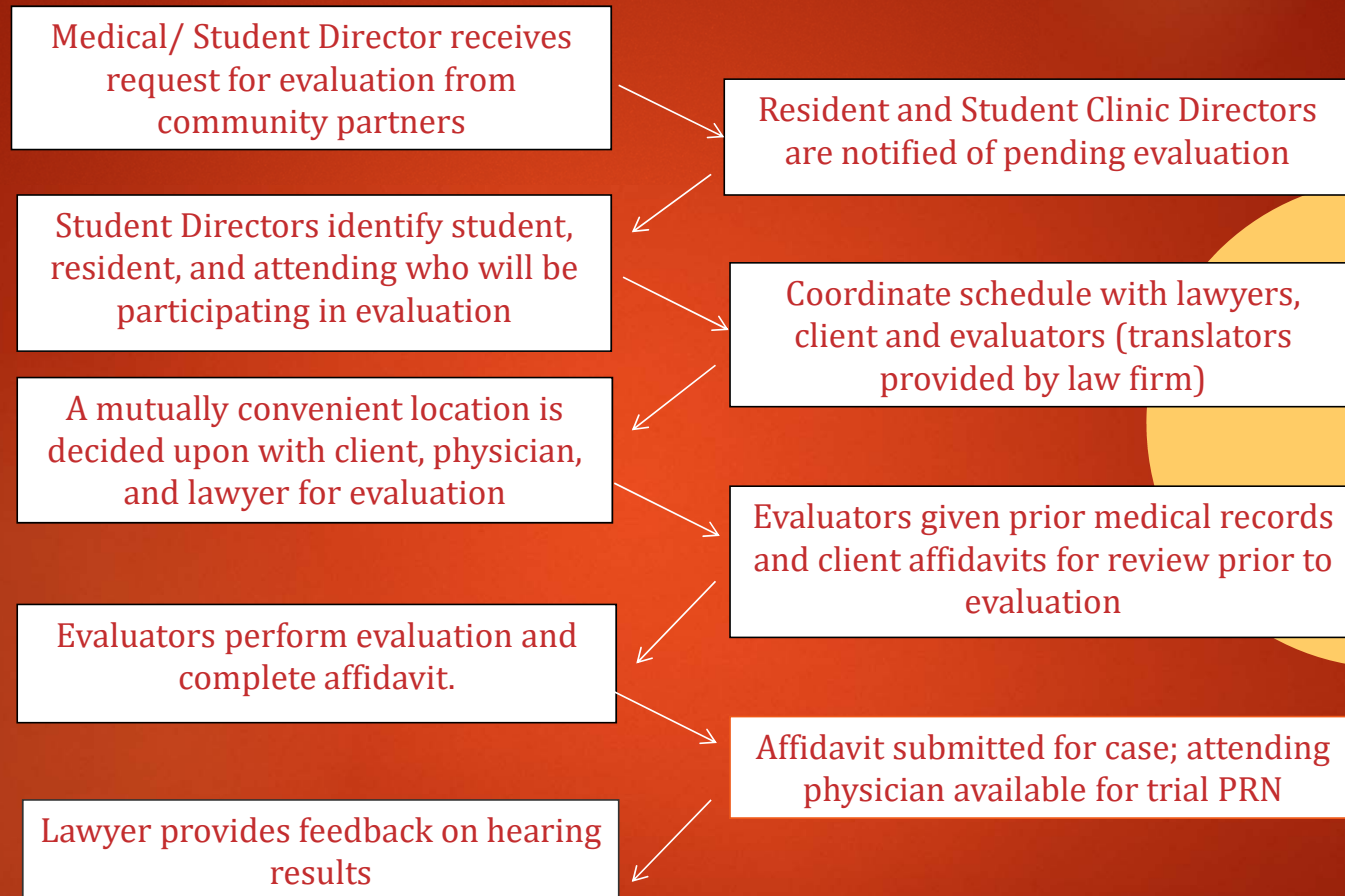 Medical/ Student Director receives
request for evaluation from
community partners
Resident and Student Clinic Directors
are notified of pending evaluation
Student Directors identify student,
resident, and attending who will be
participating in evaluation
Coordinate schedule with lawyers,
client and evaluators (translators
provided by law firm)
A mutually convenient location is
decided upon with client, physician,
and lawyer for evaluation
Evaluators given prior medical records
and client affidavits for review prior to
evaluation
Evaluators perform evaluation and
complete affidavit.
Affidavit submitted for case; attending
physician available for trial PRN
Lawyer provides feedback on hearing
results